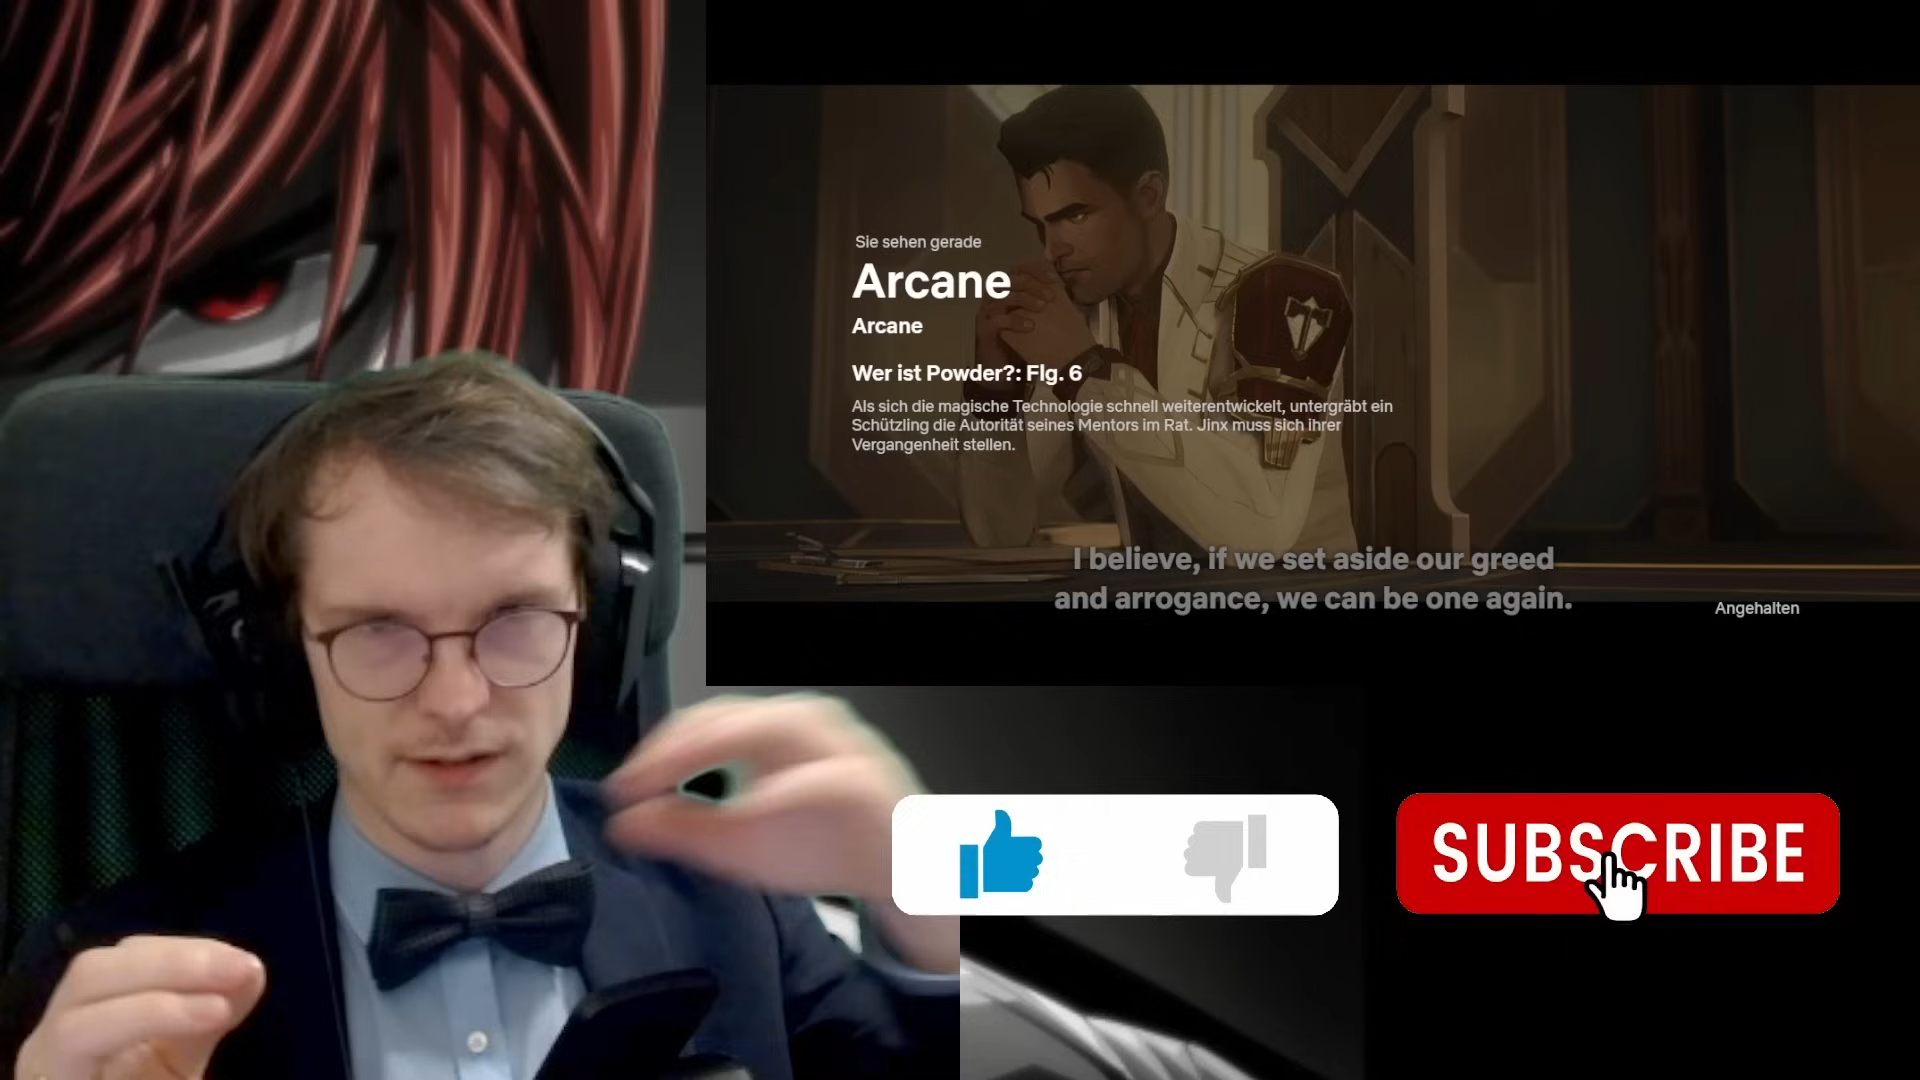 Sie sehen gerade
Arcane
Arcane
Wer ist Powder?: Flg. 6
Als sich die magische Technologie schnell weiterentwickelt, untergräbt ein
Schützling die Autorität seines Mentors im Rat. Jinx muss sich ihrer
Vergangenheit stellen.
I believe, if we set aside our greed
and arrogance, we can be one again.
Angehalten
SUBSCRIBE